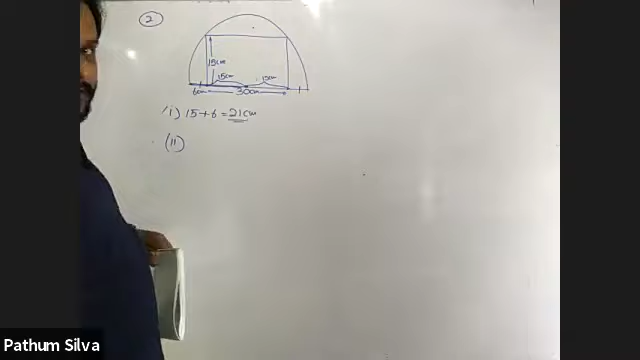 2
15cm
15cm 15cm
6cm 30cm
(i) 15+6 = 21cm
(ii)
Pathum Silva